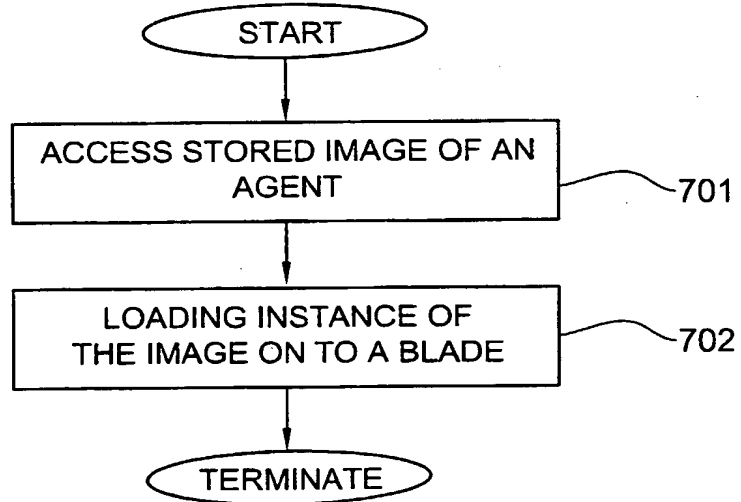 START
ACCESS STORED IMAGE OF AN
AGENT
701
LOADING INSTANCE OF
THE IMAGE ON TO A BLADE
702
TERMINATE